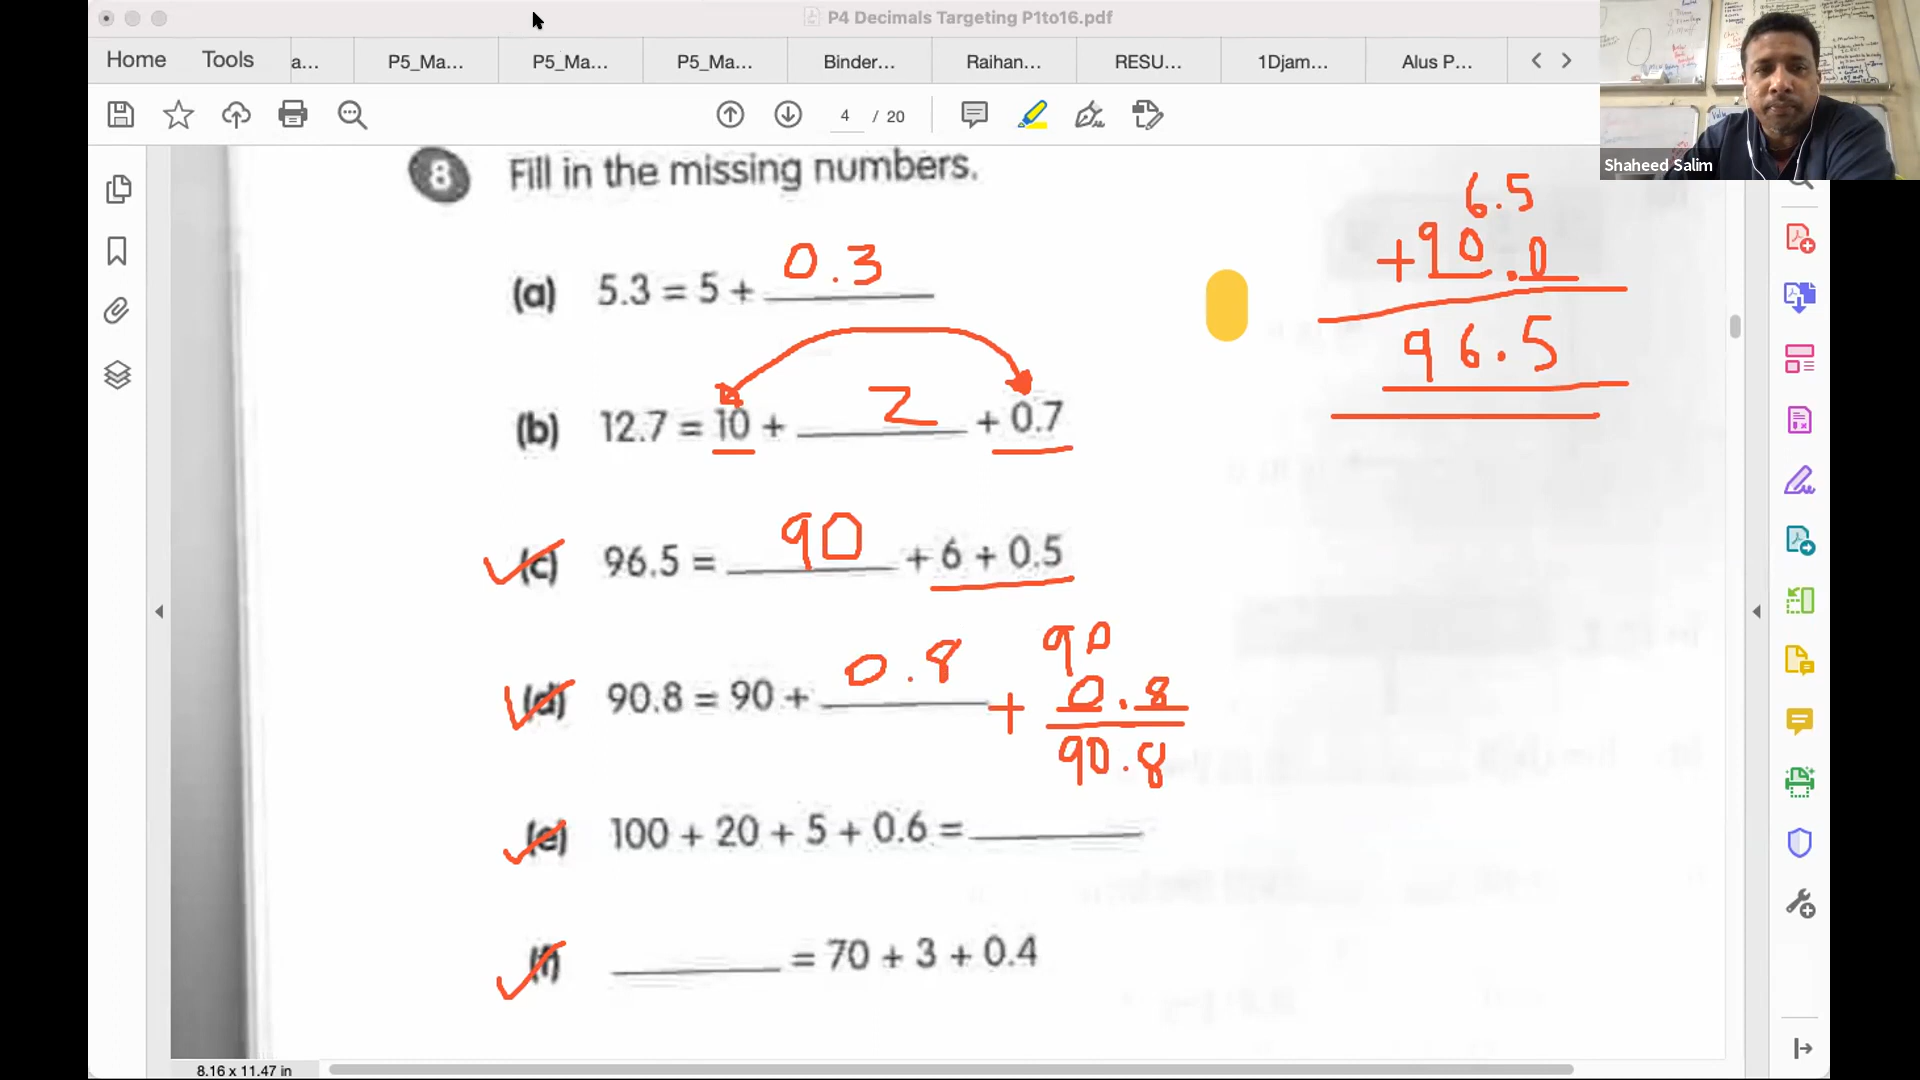 P4 Decimals Targeting P1to16.pdf
Home Tools a... P5_Ma... P5_Ma... P5_Ma... Binder... Raihan... RESU... 1Djam... Alus P...
4 / 20
Shaheed Salim
8 Fill in the missing numbers.
(a) 5.3 = 5 + 0.3
(b) 12.7 = 10 + 2 + 0.7
(c) 96.5 = 90 + 6 + 0.5
(d) 90.8 = 90 + 0.8
(e) 100 + 20 + 5 + 0.6 = ____
(f) ____ = 70 + 3 + 0.4
6.5
+90.0
96.5
90
+ 0.8
90.8
8.16 x 11.47 in